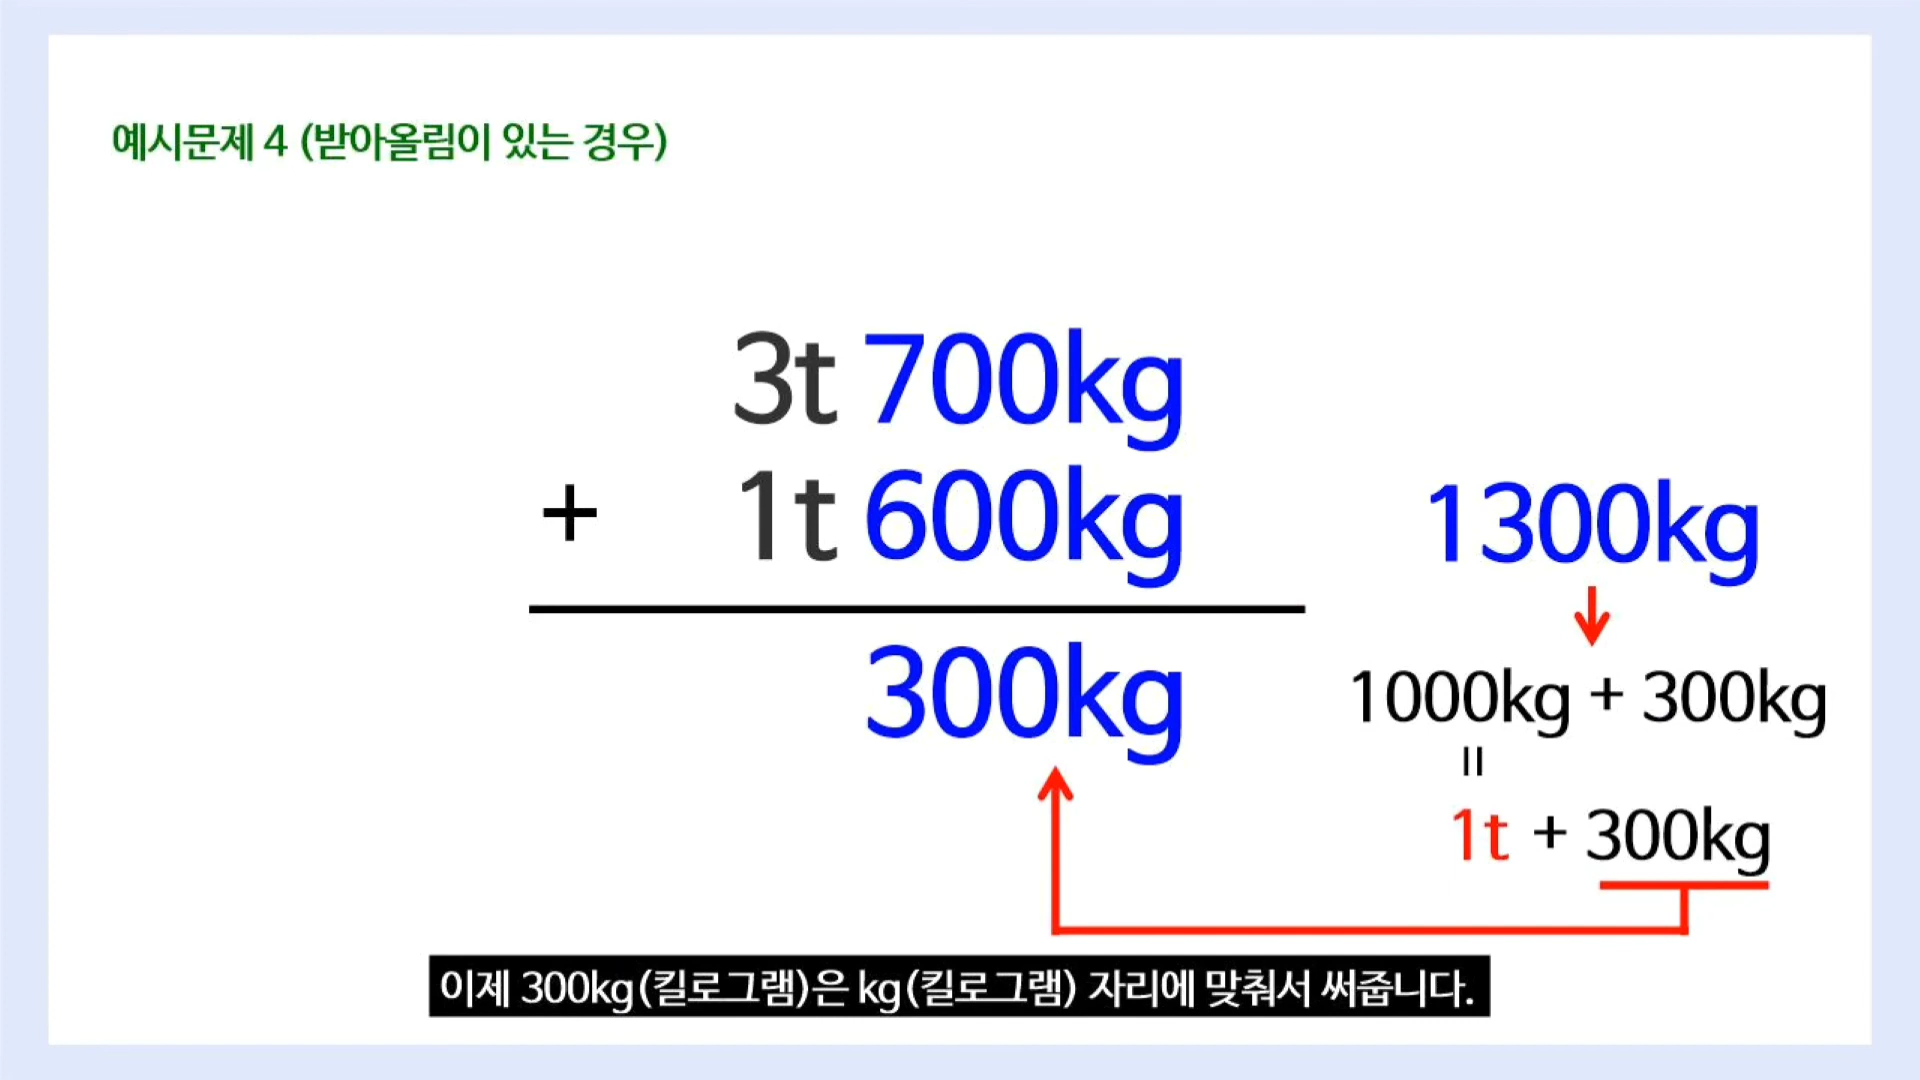 예시문제 4 (받아올림이 있는 경우)
3t 700kg
+ 1t 600kg
300kg
1300kg
1000kg + 300kg
=
1t + 300kg
이제 300kg(킬로그램)은 kg(킬로그램) 자리에 맞춰서 써줍니다.